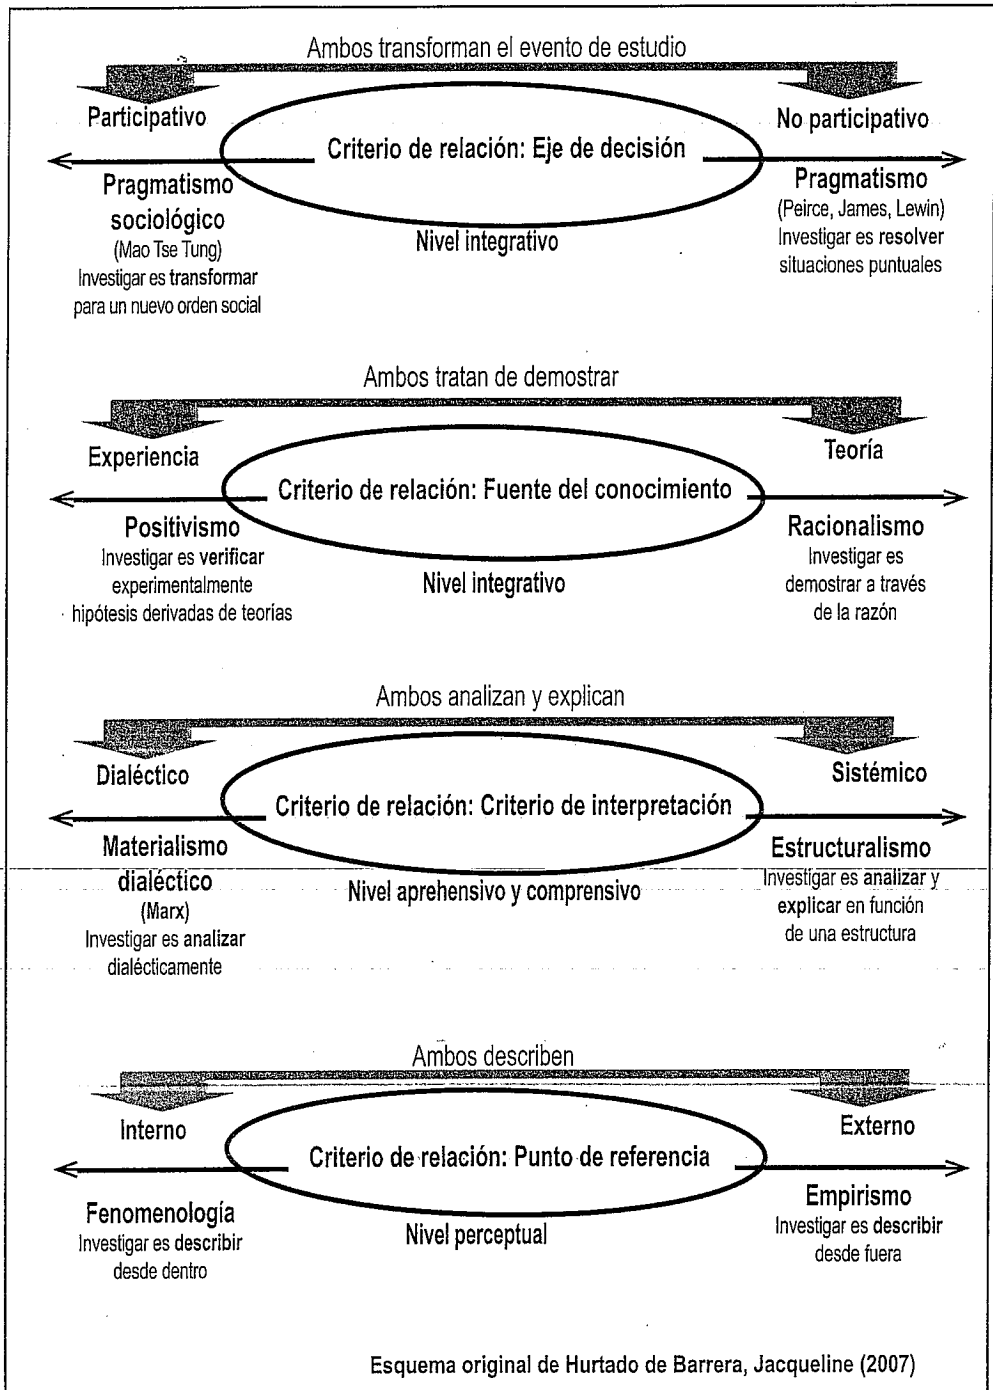 Ambos transforman el evento de estudio
Participativo
No participativo
Criterio de relación: Eje de decisión
Pragmatismo
sociológico
(Mao Tse Tung)
Investigar es transformar
para un nuevo orden social
Nivel integrativo
Pragmatismo
(Peirce, James, Lewin)
Investigar es resolver
situaciones puntuales
Ambos tratan de demostrar
Experiencia
Teoría
Criterio de relación: Fuente del conocimiento
Positivismo
Investigar es verificar
experimentalmente
hipótesis derivadas de teorías
Nivel integrativo
Racionalismo
Investigar es
demostrar a través
de la razón
Ambos analizan y explican
Dialéctico
Sistémico
Criterio de relación: Criterio de interpretación
Materialismo
dialéctico
(Marx)
Investigar es analizar
dialécticamente
Nivel aprehensivo y comprensivo
Estructuralismo
Investigar es analizar y
explicar en función
de una estructura
Ambos describen
Interno
Externo
Criterio de relación: Punto de referencia
Fenomenología
Investigar es describir
desde dentro
Nivel perceptual
Empirismo
Investigar es describir
desde fuera
Esquema original de Hurtado de Barrera, Jacqueline (2007)